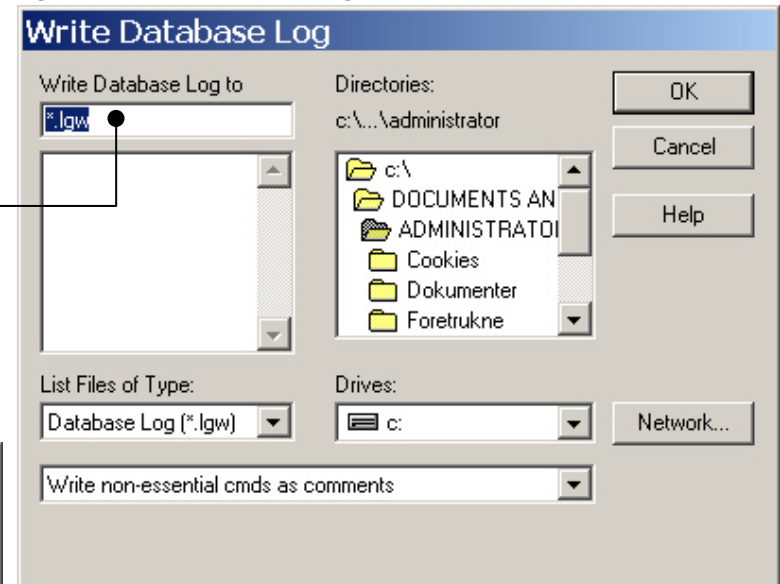 Write Database Log
Write Database Log to
*.lgw
Directories:
c:\...\administrator
c:\
DOCUMENTS AN
ADMINISTRATOI
Cookies
Dokumenter
Foretrukne
OK
Cancel
Help
List Files of Type:
Database Log (*.lgw)
Drives:
c:
Network...
Write non-essential cmds as comments